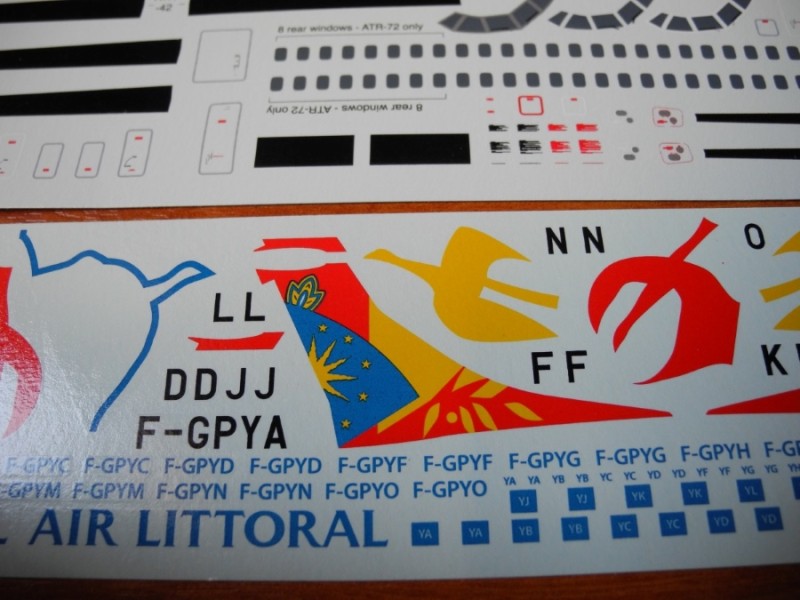 -42
8 rear windows - ATR-72 only
8 rear windows - ATR-72 only
NN
O
LL
FF
DDJJ
F-GPYA
F-GPYC F-GPYC F-GPYD F-GPYD F-GPYF F-GPYF F-GPYG F-GPYG F-GPYH
F-GPYM F-GPYN F-GPYN F-GPYO F-GPYO
YA YA YB YB YC YC YD YD YF YF YG YG
YJ YK YK YL
AIR LITTORAL
YA YA YB YB YC YC YD YD